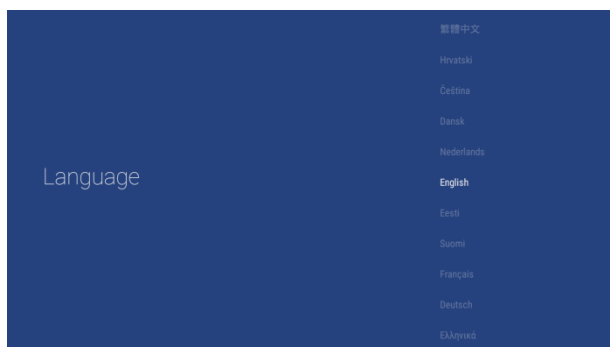 Language
繁體中文
Hrvatski
Čeština
Dansk
Nederlands
English
Eesti
Suomi
Français
Deutsch
Ελληνικά